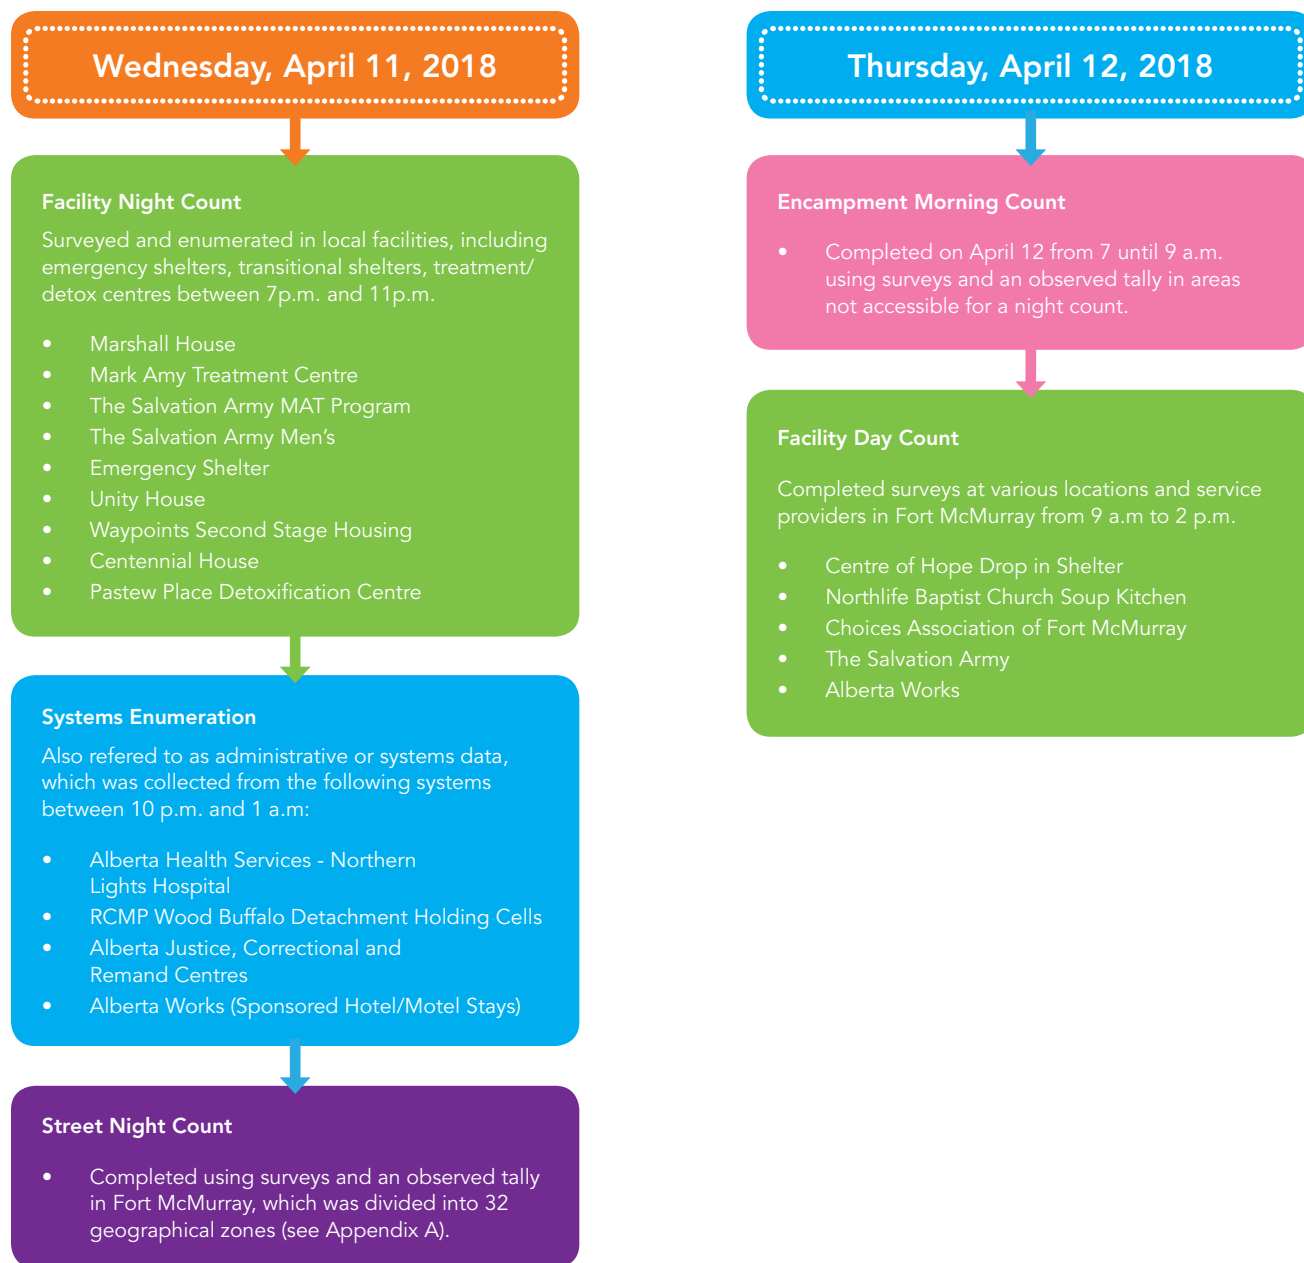 Wednesday, April 11, 2018
Facility Night Count
Surveyed and enumerated in local facilities, including
emergency shelters, transitional shelters, treatment/
detox centres between 7p.m. and 11p.m.
• Marshall House
• Mark Amy Treatment Centre
• The Salvation Army MAT Program
• The Salvation Army Men’s
• Emergency Shelter
• Unity House
• Waypoints Second Stage Housing
• Centennial House
• Pastew Place Detoxification Centre
Systems Enumeration
Also refered to as administrative or systems data,
which was collected from the following systems
between 10 p.m. and 1 a.m:
• Alberta Health Services - Northern
Lights Hospital
• RCMP Wood Buffalo Detachment Holding Cells
• Alberta Justice, Correctional and
Remand Centres
• Alberta Works (Sponsored Hotel/Motel Stays)
Street Night Count
• Completed using surveys and an observed tally
in Fort McMurray, which was divided into 32
geographical zones (see Appendix A).
Thursday, April 12, 2018
Encampment Morning Count
• Completed on April 12 from 7 until 9 a.m.
using surveys and an observed tally in areas
not accessible for a night count.
Facility Day Count
Completed surveys at various locations and service
providers in Fort McMurray from 9 a.m to 2 p.m.
• Centre of Hope Drop in Shelter
• Northlife Baptist Church Soup Kitchen
• Choices Association of Fort McMurray
• The Salvation Army
• Alberta Works